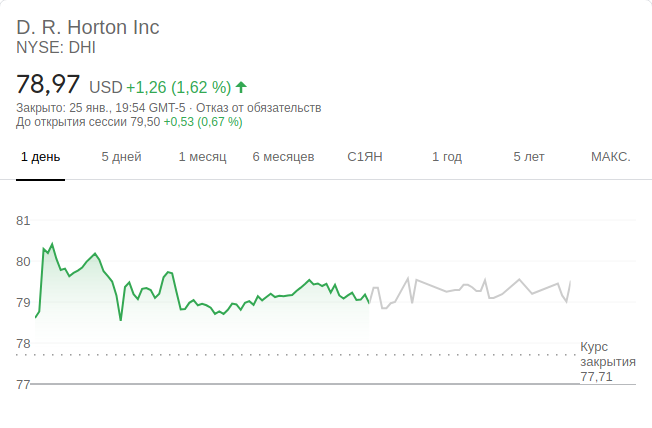 D. R. Horton Inc
NYSE: DHI
78,97 USD +1,26 (1,62 %)
Закрыто: 25 янв., 19:54 GMT-5 · Отказ от обязательств
До открытия сессии 79,50 +0,53 (0,67 %)
1 день 5 дней 1 месяц 6 месяцев С1ЯН 1 год 5 лет МАКС.
81
80
79
78
Курс
закрытия
77,71
77